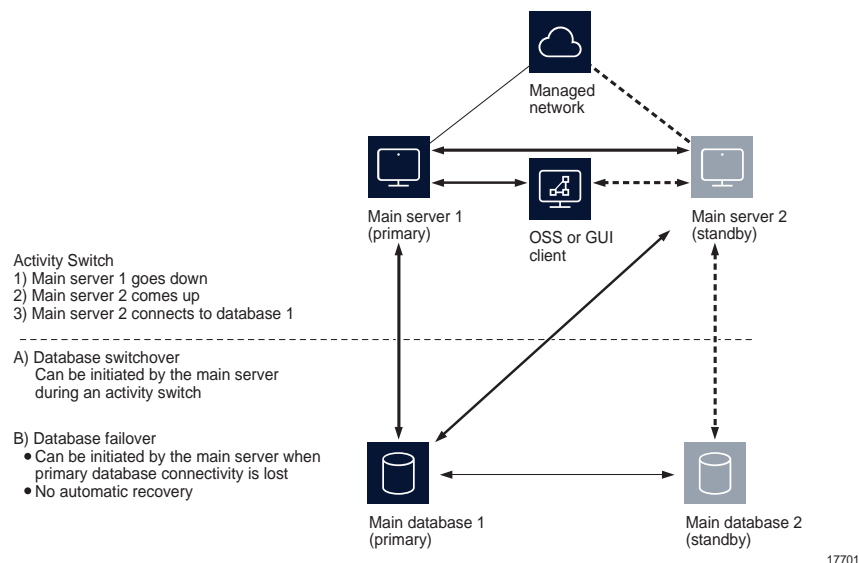 Managed
network
Main server 1
(primary)
OSS or GUI
client
Main server 2
(standby)
Activity Switch
1) Main server 1 goes down
2) Main server 2 comes up
3) Main server 2 connects to database 1
A) Database switchover
Can be initiated by the main server
during an activity switch
B) Database failover
• Can be initiated by the main server when
primary database connectivity is lost
• No automatic recovery
Main database 1
(primary)
Main database 2
(standby)
17701